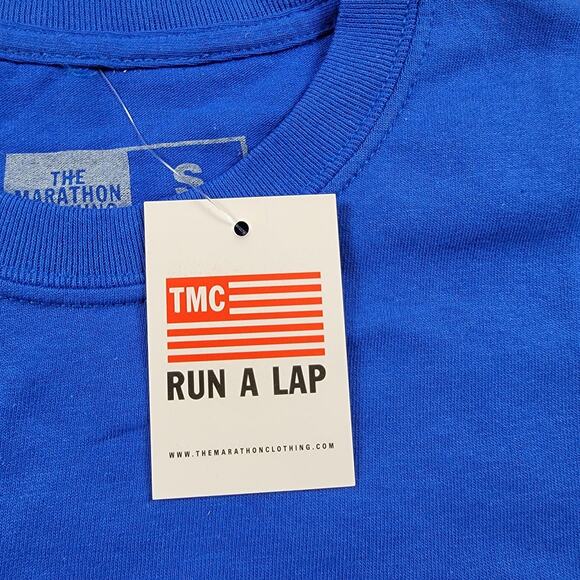 THE
MARATHON
S
TMC
RUN A LAP
WWW.THEMARATHONCLOTHING.COM